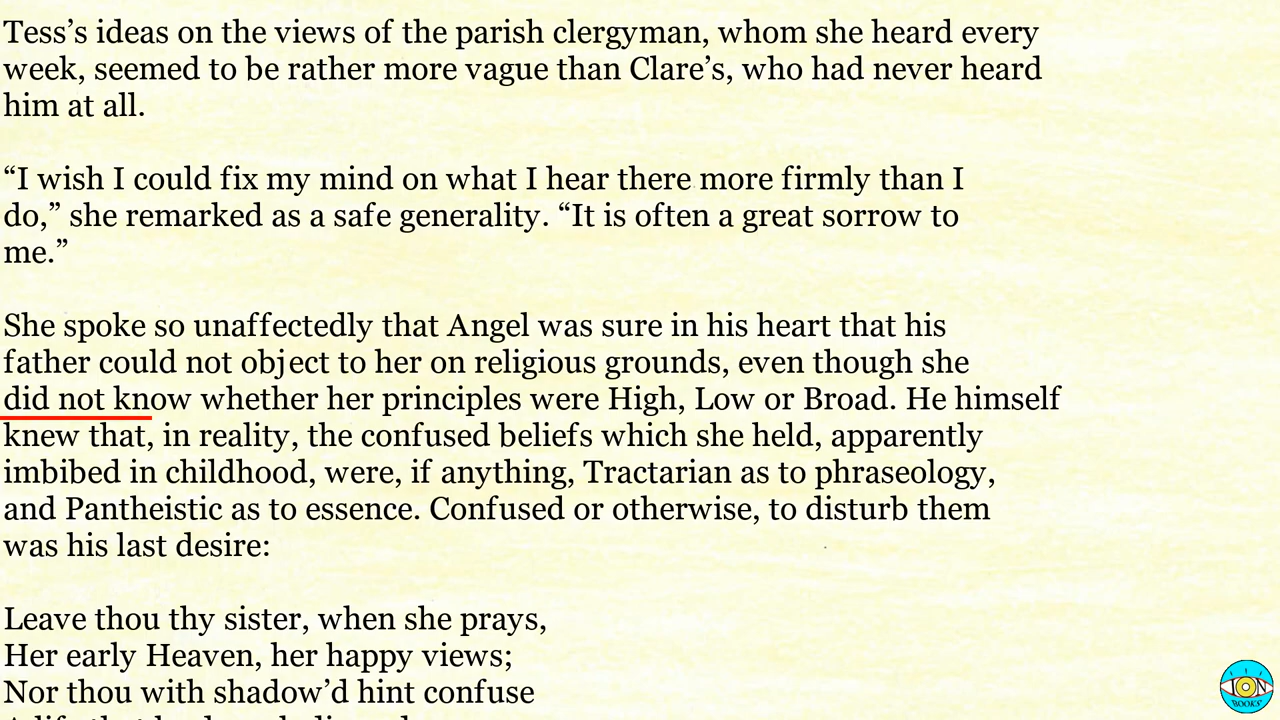 Tess’s ideas on the views of the parish clergyman, whom she heard every
week, seemed to be rather more vague than Clare’s, who had never heard
him at all.
“I wish I could fix my mind on what I hear there more firmly than I
do,” she remarked as a safe generality. “It is often a great sorrow to
me.”
She spoke so unaffectedly that Angel was sure in his heart that his
father could not object to her on religious grounds, even though she
did not know whether her principles were High, Low or Broad. He himself
knew that, in reality, the confused beliefs which she held, apparently
imbibed in childhood, were, if anything, Tractarian as to phraseology,
and Pantheistic as to essence. Confused or otherwise, to disturb them
was his last desire:
Leave thou thy sister, when she prays,
Her early Heaven, her happy views;
Nor thou with shadow’d hint confuse
ION
BOOKS